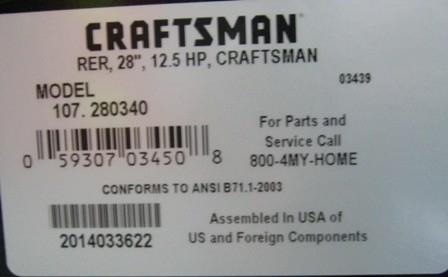 CRAFTSMAN
RER, 28", 12.5 HP, CRAFTSMAN
03439
MODEL
107. 280340
For Parts and
Service Call
800-4MY-HOME
0 59307 03450 8
CONFORMS TO ANSI B71.1-2003
2014033622
Assembled In USA of
US and Foreign Components